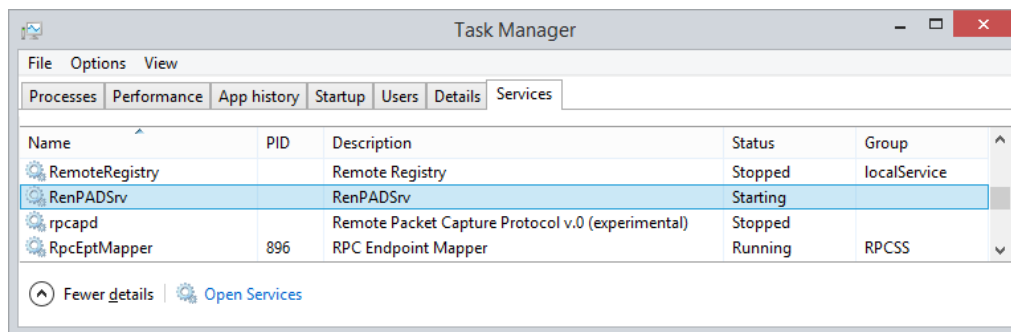 Task Manager
File Options View
Processes Performance App history Startup Users Details Services
Name PID Description Status Group
RemoteRegistry Remote Registry Stopped localService
RenPADSrv RenPADSrv Starting
rpcapd Remote Packet Capture Protocol v.0 (experimental) Stopped
RpcEptMapper 896 RPC Endpoint Mapper Running RPCSS
Fewer details Open Services